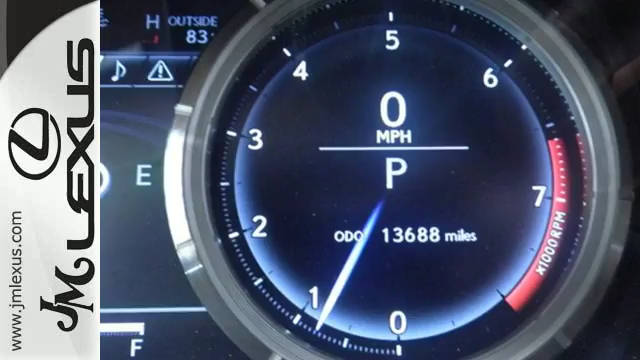 H OUTSIDE
83
5
4
6
0
MPH
3
P
E
7
2
ODO 13688 miles
x1000RPM
1
0
F
JM LEXUS
www.jmlexus.com